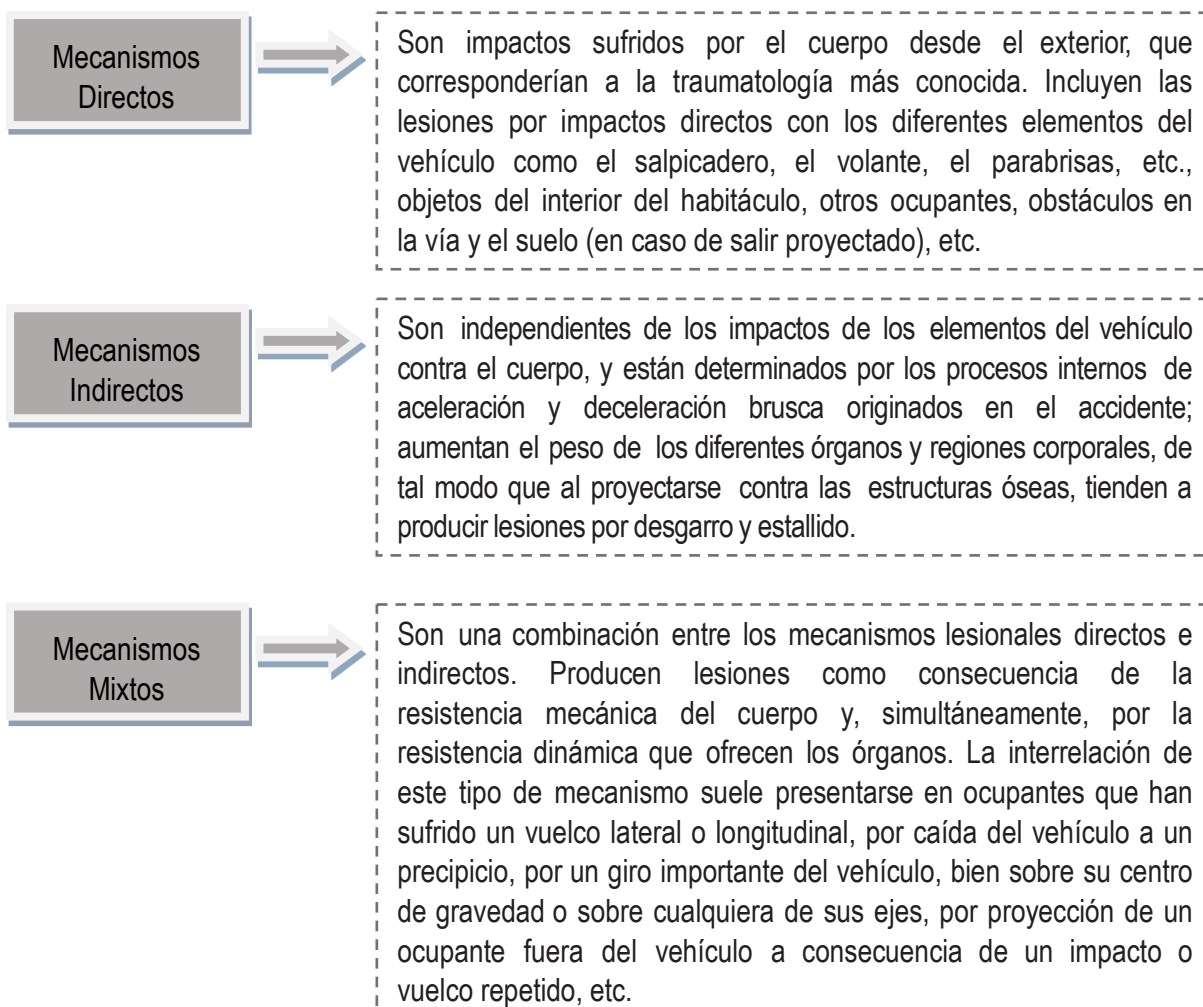 Mecanismos
Directos
Son impactos sufridos por el cuerpo desde el exterior, que
corresponderían a la traumatología más conocida. Incluyen las
lesiones por impactos directos con los diferentes elementos del
vehículo como el salpicadero, el volante, el parabrisas, etc.,
objetos del interior del habitáculo, otros ocupantes, obstáculos en
la vía y el suelo (en caso de salir proyectado), etc.
Mecanismos
Indirectos
Son independientes de los impactos de los elementos del vehículo
contra el cuerpo, y están determinados por los procesos internos de
aceleración y deceleración brusca originados en el accidente;
aumentan el peso de los diferentes órganos y regiones corporales, de
tal modo que al proyectarse contra las estructuras óseas, tienden a
producir lesiones por desgarro y estallido.
Mecanismos
Mixtos
Son una combinación entre los mecanismos lesionales directos e
indirectos. Producen lesiones como consecuencia de la
resistencia mecánica del cuerpo y, simultáneamente, por la
resistencia dinámica que ofrecen los órganos. La interrelación de
este tipo de mecanismo suele presentarse en ocupantes que han
sufrido un vuelco lateral o longitudinal, por caída del vehículo a un
precipicio, por un giro importante del vehículo, bien sobre su centro
de gravedad o sobre cualquiera de sus ejes, por proyección de un
ocupante fuera del vehículo a consecuencia de un impacto o
vuelco repetido, etc.